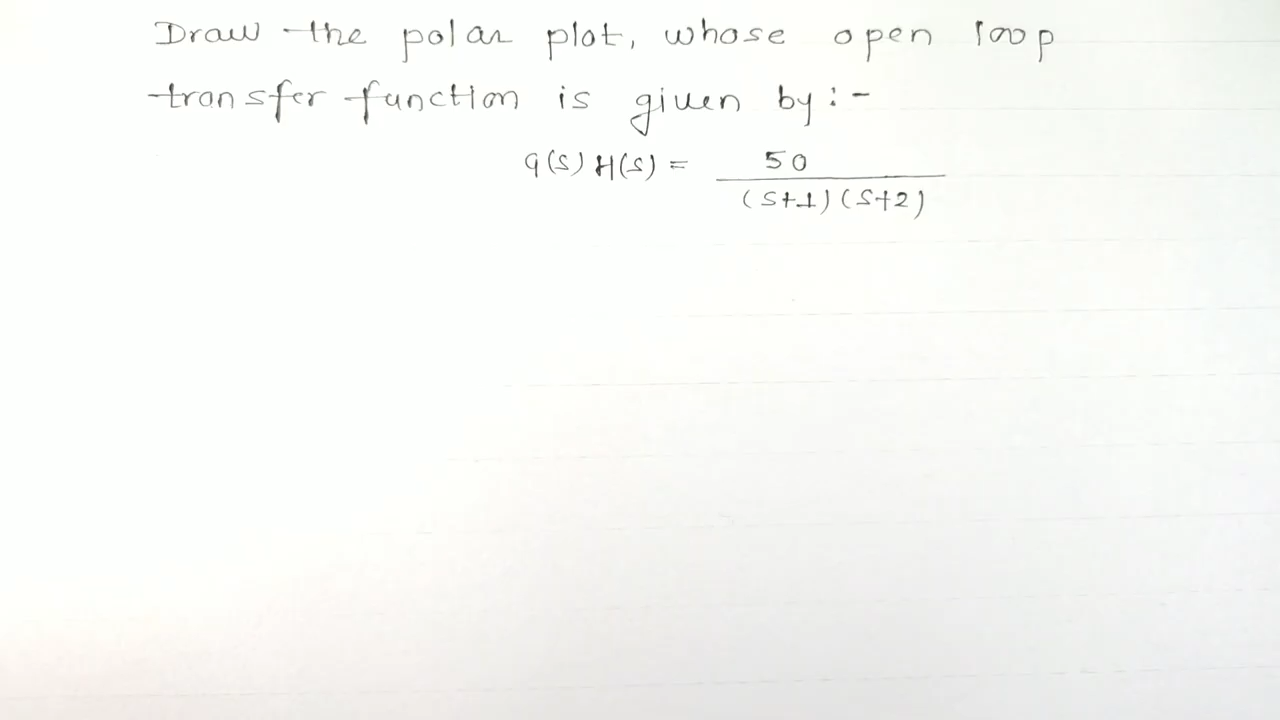 Draw the polar plot, whose open loop
transfer function is given by:-
G(S) H(S) = 50 / (S+1)(S+2)